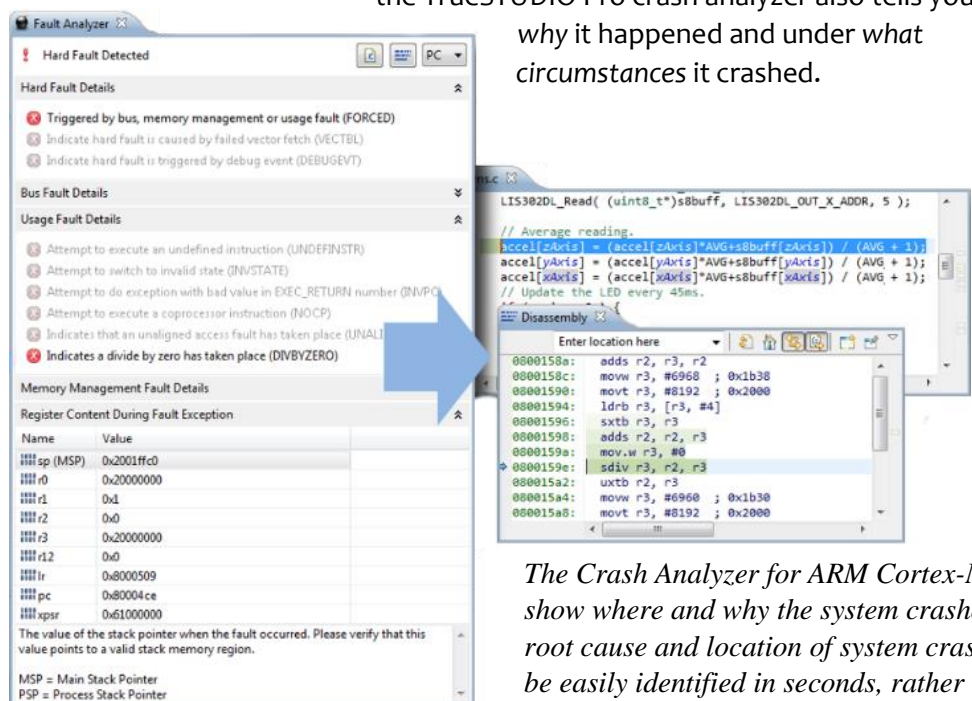 the TrueSTUDIO Pro crash analyzer also tells you
why it happened and under what
circumstances it crashed.
Fault Analyzer
Hard Fault Detected
PC
Hard Fault Details
Triggered by bus, memory management or usage fault (FORCED)
Indicate hard fault is caused by failed vector fetch (VECTBL)
Indicate hard fault is triggered by debug event (DEBUGEVT)
Bus Fault Details
Usage Fault Details
Attempt to execute an undefined instruction (UNDEFINSTR)
Attempt to switch to invalid state (INVSTATE)
Attempt to do exception with bad value in EXEC_RETURN number (INVPC)
Attempt to execute a coprocessor instruction (NOCP)
Indicates that an unaligned access fault has taken place (UNALI
Indicates a divide by zero has taken place (DIVBYZERO)
Memory Management Fault Details
Register Content During Fault Exception
Name Value
sp (MSP) 0x2001ffc0
r0 0x20000000
r1 0x1
r2 0x0
r3 0x20000000
r12 0x0
lr 0x8000509
pc 0x80004ce
xpsr 0x61000000
The value of the stack pointer when the fault occurred. Please verify that this
value points to a valid stack memory region.
MSP = Main Stack Pointer
PSP = Process Stack Pointer
ns.c
LIS302DL_Read( (uint8_t*)s8buff, LIS302DL_OUT_X_ADDR, 5 );
// Average reading.
accel[zAxis] = (accel[zAxis]*AVG+s8buff[zAxis]) / (AVG + 1);
accel[yAxis] = (accel[yAxis]*AVG+s8buff[yAxis]) / (AVG + 1);
accel[xAxis] = (accel[xAxis]*AVG+s8buff[xAxis]) / (AVG + 1);
// Update the LED every 45ms.
Disassembly
Enter location here
0800158a: adds r2, r3, r2
0800158c: movw r3, #6968 ; 0x1b38
08001590: movt r3, #8192 ; 0x2000
08001594: ldrb r3, [r3, #4]
08001596: sxtb r3, r3
08001598: adds r2, r2, r3
0800159a: mov.w r3, #0
0800159e: sdiv r3, r2, r3
080015a2: uxtb r2, r3
080015a4: movw r3, #6960 ; 0x1b30
080015a8: movt r3, #8192 ; 0x2000
The Crash Analyzer for ARM Cortex-M
show where and why the system crashe
root cause and location of system cras
be easily identified in seconds, rather